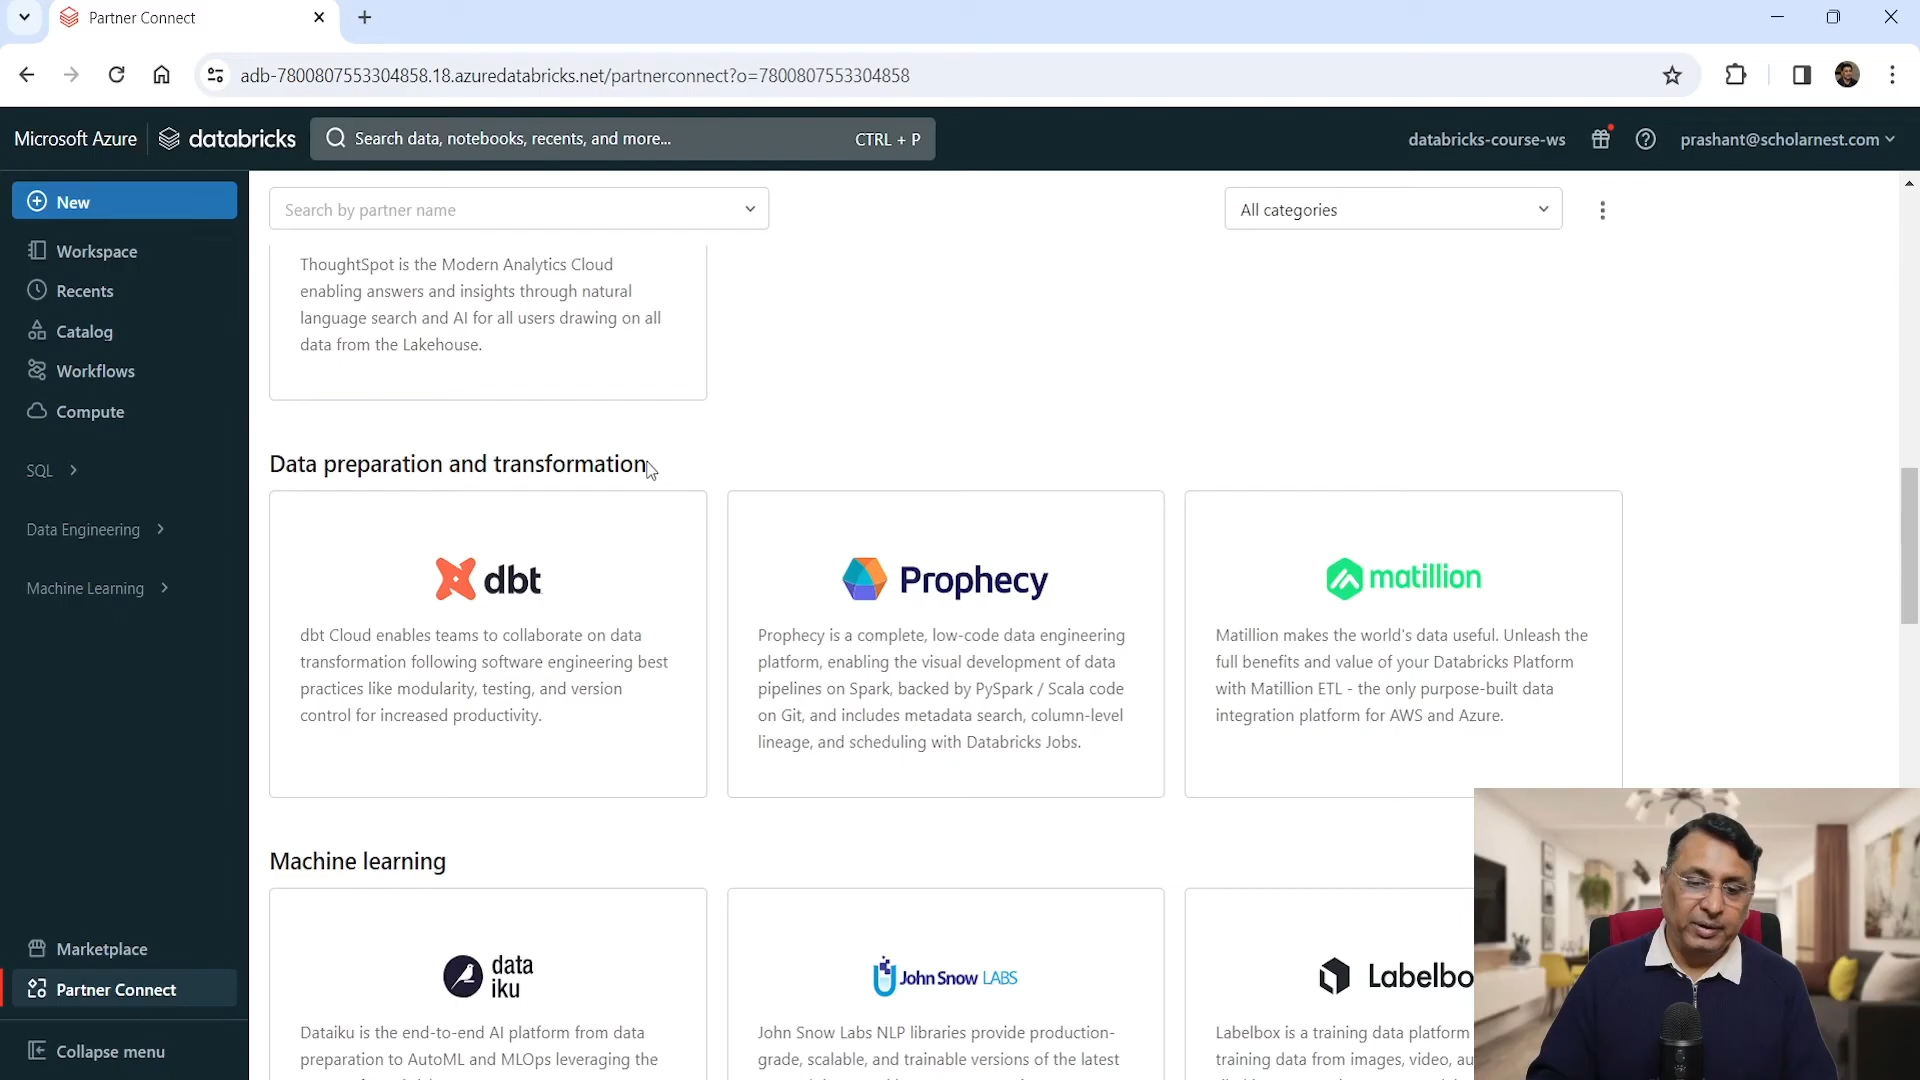 Partner Connect
adb-7800807553304858.18.azuredatabricks.net/partnerconnect?o=7800807553304858
Microsoft Azure
databricks
Search data, notebooks, recents, and more...
CTRL + P
databricks-course-ws
prashant@scholarnest.com
New
Workspace
Recents
Catalog
Workflows
Compute
SQL
Data Engineering
Machine Learning
Marketplace
Partner Connect
Collapse menu
Search by partner name
All categories
ThoughtSpot is the Modern Analytics Cloud
enabling answers and insights through natural
language search and AI for all users drawing on all
data from the Lakehouse.
Data preparation and transformation
dbt
dbt Cloud enables teams to collaborate on data
transformation following software engineering best
practices like modularity, testing, and version
control for increased productivity.
Prophecy
Prophecy is a complete, low-code data engineering
platform, enabling the visual development of data
pipelines on Spark, backed by PySpark / Scala code
on Git, and includes metadata search, column-level
lineage, and scheduling with Databricks Jobs.
matillion
Matillion makes the world's data useful. Unleash the
full benefits and value of your Databricks Platform
with Matillion ETL - the only purpose-built data
integration platform for AWS and Azure.
Machine learning
data
iku
Dataiku is the end-to-end AI platform from data
preparation to AutoML and MLOps leveraging the
John Snow LABS
John Snow Labs NLP libraries provide production-
grade, scalable, and trainable versions of the latest
Labelbo
Labelbox is a training data platform
training data from images, video, au